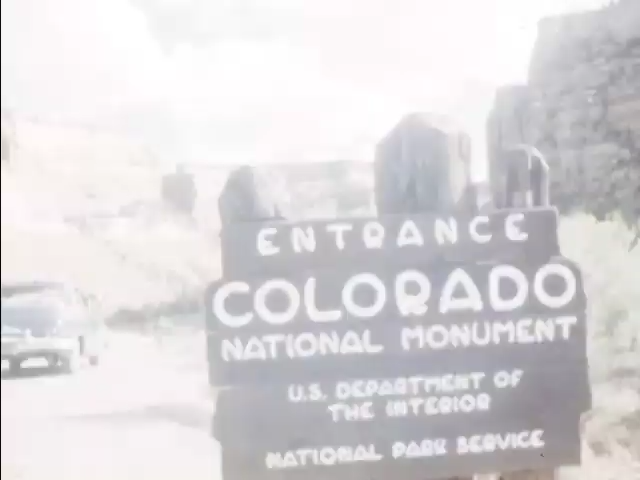 ENTRANCE
COLORADO
NATIONAL MONUMENT
U.S. DEPARTMENT OF
THE INTERIOR
NATIONAL PARK SERVICE